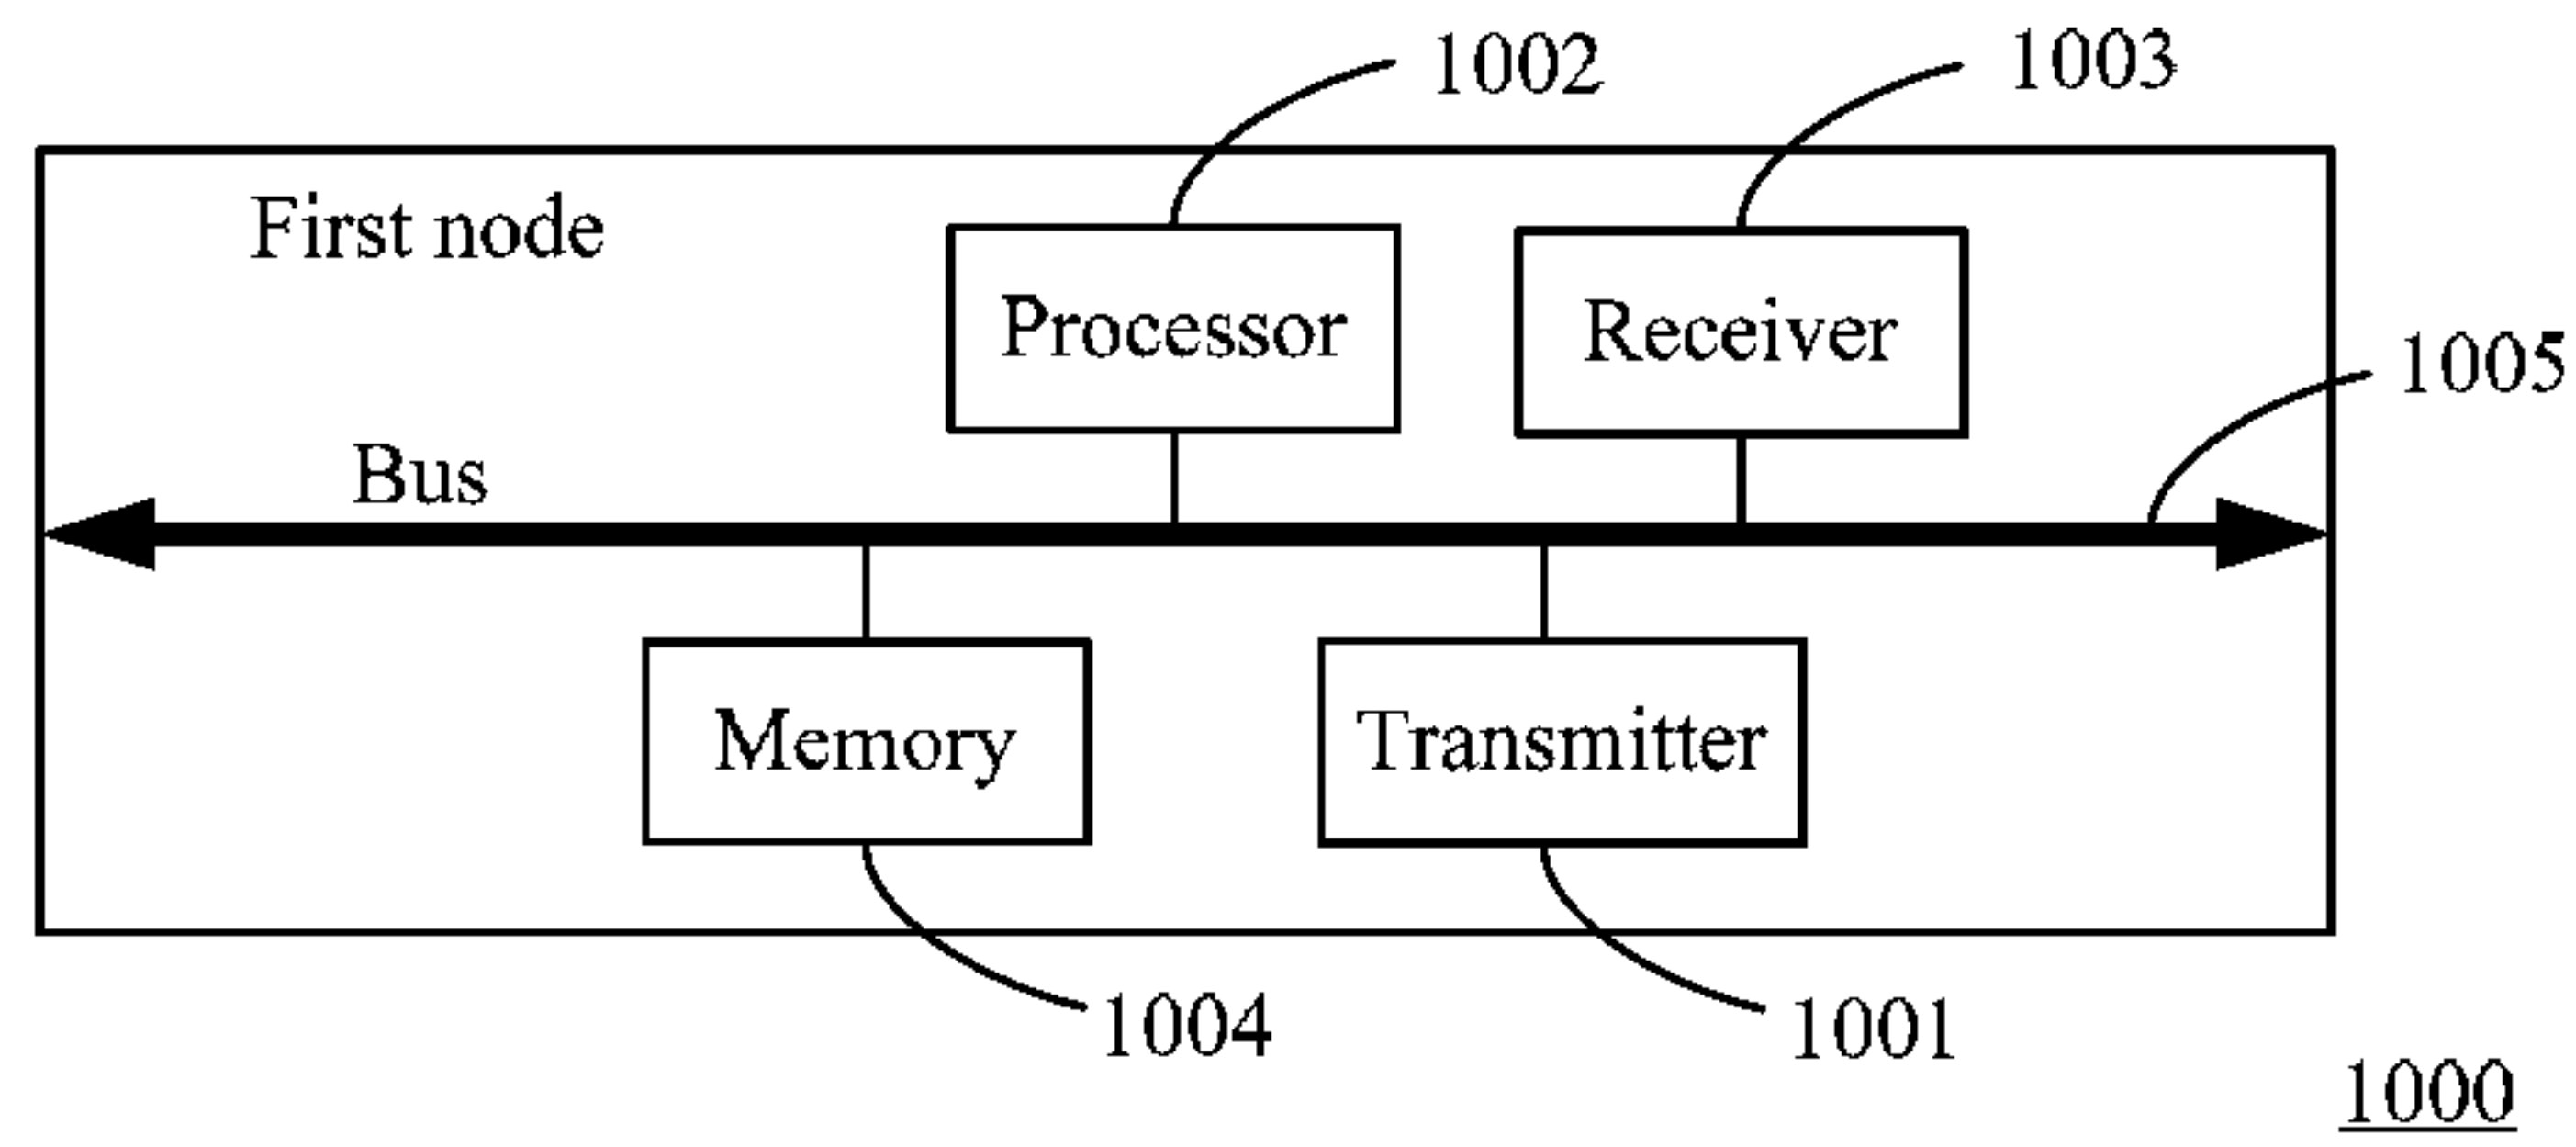 1002
1003
First node
Processor
Receiver
1005
Bus
Memory
Transmitter
1004
1001
1000